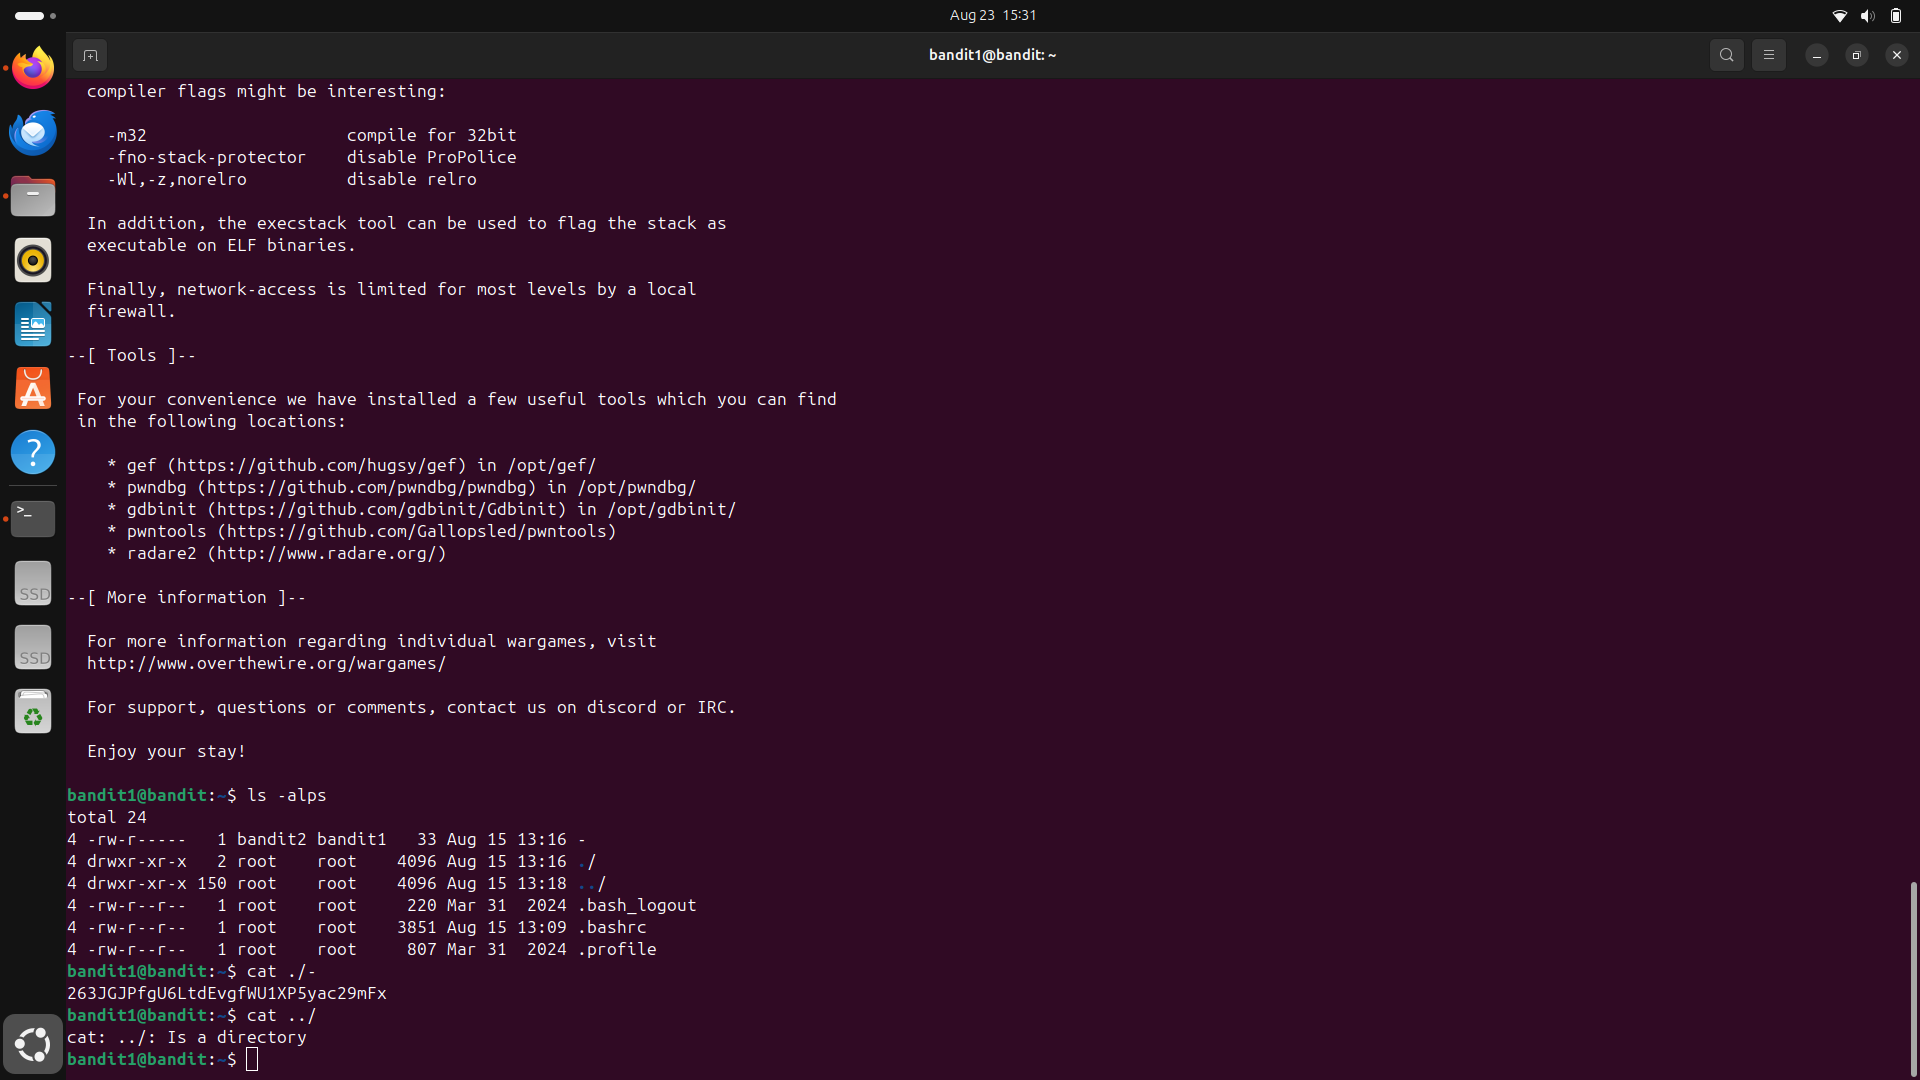 Aug 23 15:31
bandit1@bandit: ~
compiler flags might be interesting:
-m32 compile for 32bit
-fno-stack-protector disable ProPolice
-Wl,-z,norelro disable relro
In addition, the execstack tool can be used to flag the stack as
executable on ELF binaries.
Finally, network-access is limited for most levels by a local
firewall.
--[ Tools ]--
For your convenience we have installed a few useful tools which you can find
in the following locations:
* gef (https://github.com/hugsy/gef) in /opt/gef/
* pwndbg (https://github.com/pwndbg/pwndbg) in /opt/pwndbg/
* gdbinit (https://github.com/gdbinit/Gdbinit) in /opt/gdbinit/
* pwntools (https://github.com/Gallopsled/pwntools)
* radare2 (http://www.radare.org/)
--[ More information ]--
For more information regarding individual wargames, visit
http://www.overthewire.org/wargames/
For support, questions or comments, contact us on discord or IRC.
Enjoy your stay!
bandit1@bandit:~$ ls -alps
total 24
4 -rw-r----- 1 bandit2 bandit1 33 Aug 15 13:16 -
4 drwxr-xr-x 2 root root 4096 Aug 15 13:16 ./
4 drwxr-xr-x 150 root root 4096 Aug 15 13:18 ../
4 -rw-r--r-- 1 root root 220 Mar 31 2024 .bash_logout
4 -rw-r--r-- 1 root root 3851 Aug 15 13:09 .bashrc
4 -rw-r--r-- 1 root root 807 Mar 31 2024 .profile
bandit1@bandit:~$ cat ./-
263JGJPfgU6LtdEvgfWU1XP5yac29mFx
bandit1@bandit:~$ cat ../
cat: ../: Is a directory
bandit1@bandit:~$
SSD
SSD